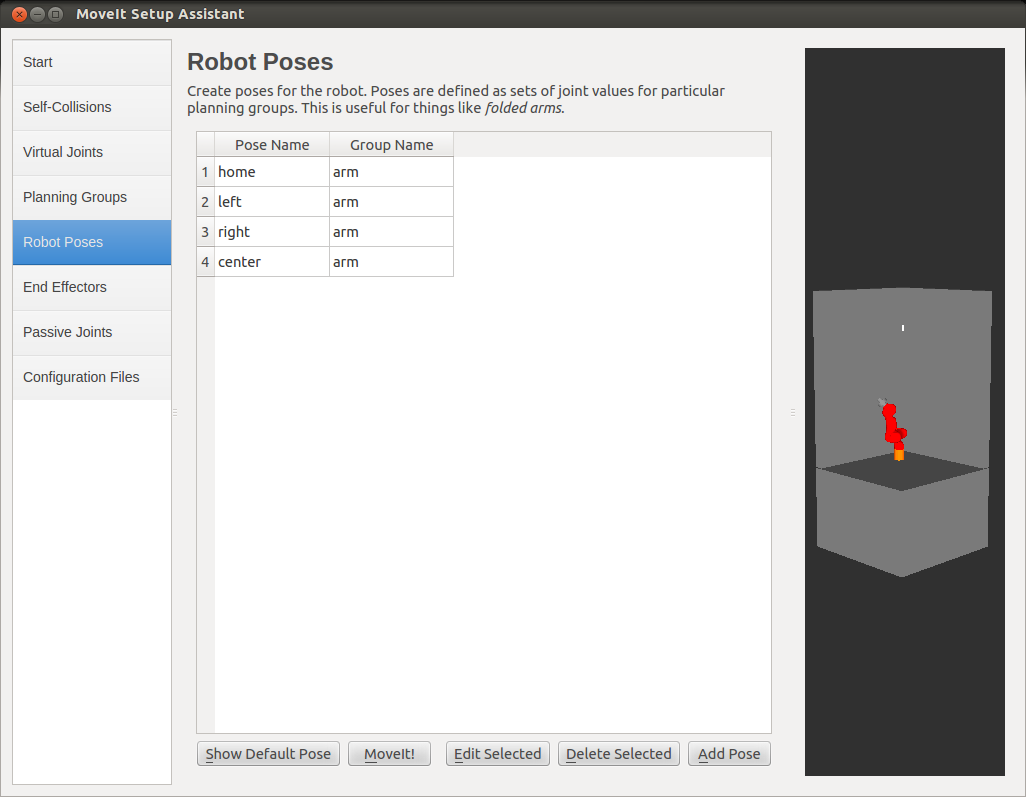 MoveIt Setup Assistant
Start
Self-Collisions
Virtual Joints
Planning Groups
Robot Poses
End Effectors
Passive Joints
Configuration Files
Robot Poses
Create poses for the robot. Poses are defined as sets of joint values for particular
planning groups. This is useful for things like folded arms.
Pose Name Group Name
1 home arm
2 left arm
3 right arm
4 center arm
Show Default Pose MoveIt! Edit Selected Delete Selected Add Pose